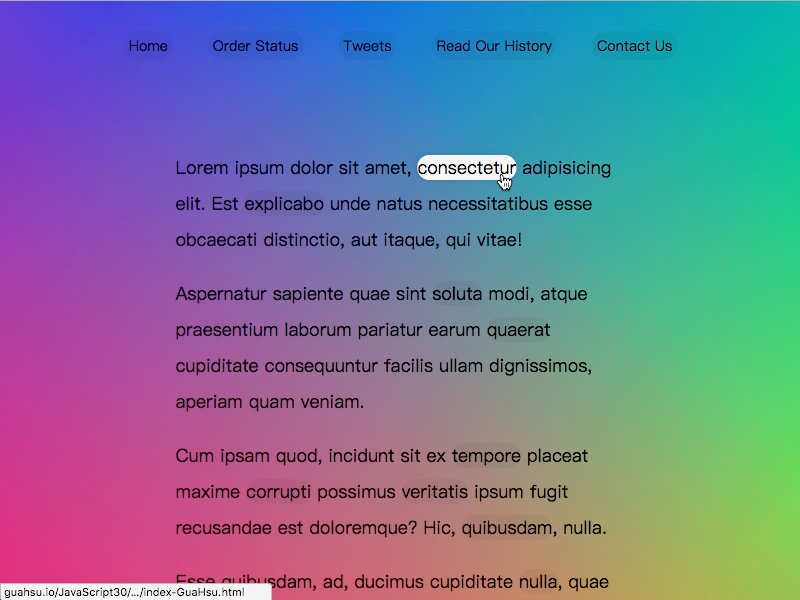 Home Order Status Tweets Read Our History Contact Us
Lorem ipsum dolor sit amet, consectetur adipisicing
elit. Est explicabo unde natus necessitatibus esse
obcaecati distinctio, aut itaque, qui vitae!
Aspernatur sapiente quae sint soluta modi, atque
praesentium laborum pariatur earum quaerat
cupiditate consequuntur facilis ullam dignissimos,
aperiam quam veniam.
Cum ipsam quod, incidunt sit ex tempore placeat
maxime corrupti possimus veritatis ipsum fugit
recusandae est doloremque? Hic, quibusdam, nulla.
Esse quibusdam, ad, ducimus cupiditate nulla, quae
guahsu.io/JavaScript30/.../index-GuaHsu.html